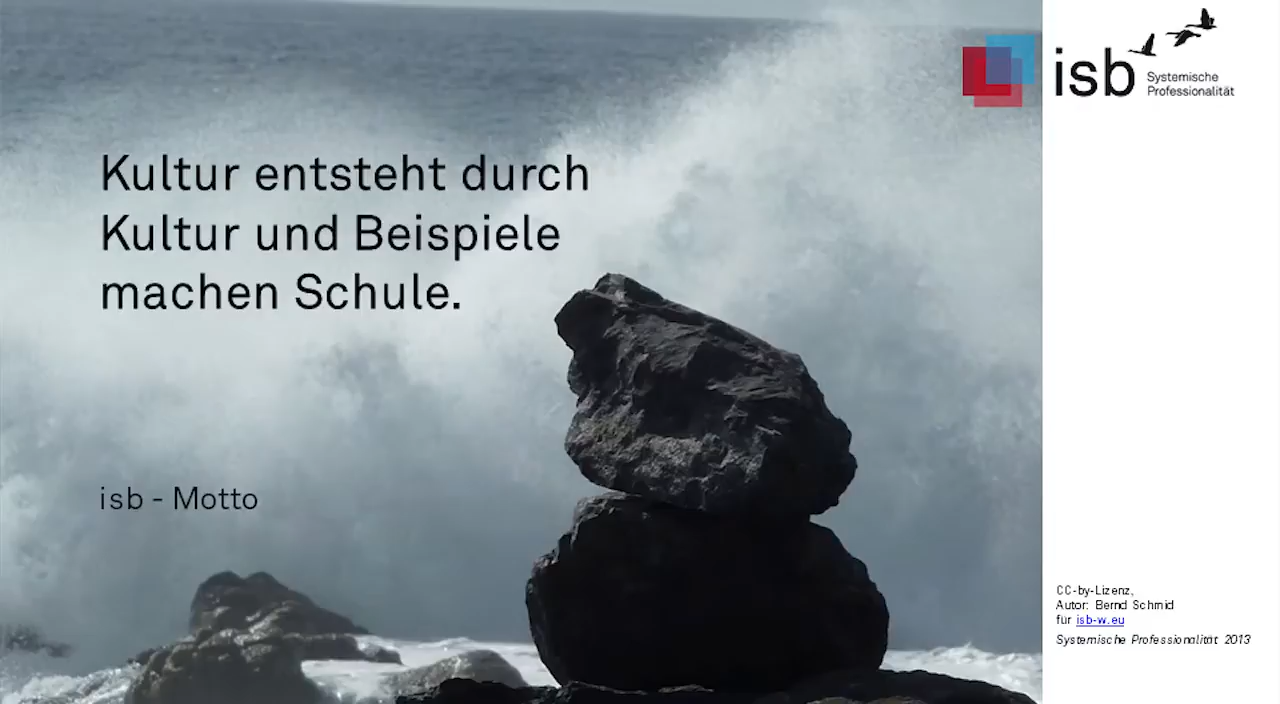 Kultur entsteht durch
Kultur und Beispiele
machen Schule.
isb - Motto
isb
Systemische
Professionalität
CC-by-Lizenz,
Autor: Bernd Schmid
für isb-w.eu
Systemische Professionalität 2013